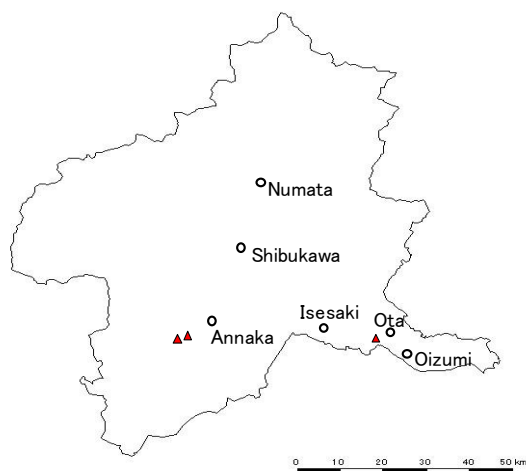 Numata
Shibukawa
Isesaki
Ota
Annaka
Oizumi
0 10 20 30 40 50 km